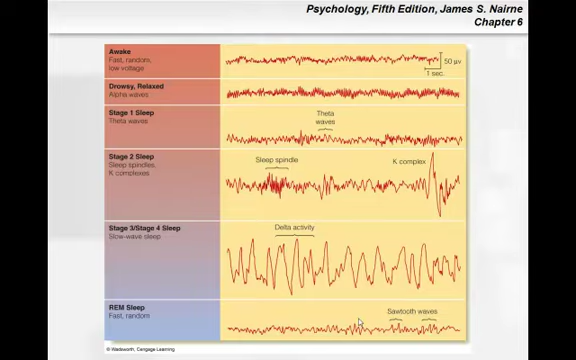 Psychology, Fifth Edition, James S. Nairne
Chapter 6
Awake
Fast, random,
low voltage
50 μv
1 sec.
Drowsy, Relaxed
Alpha waves
Stage 1 Sleep
Theta waves
Theta
waves
Stage 2 Sleep
Sleep spindles,
K complexes
Sleep spindle
K complex
Stage 3/Stage 4 Sleep
Slow-wave sleep
Delta activity
REM Sleep
Fast, random
Sawtooth waves
© Wadsworth, Cengage Learning